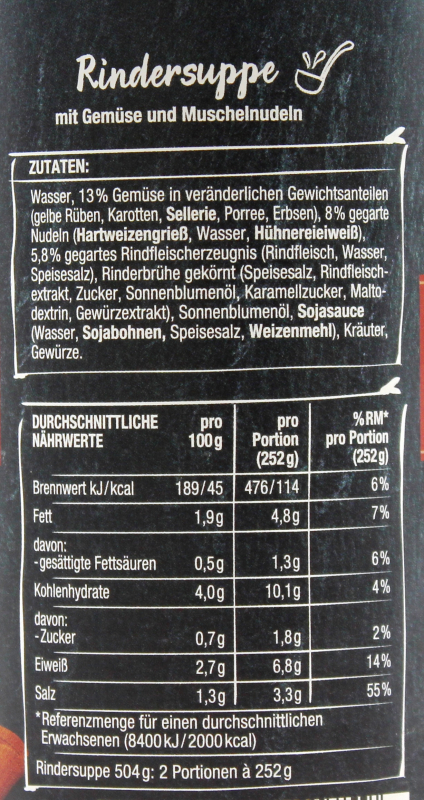 Rindersuppe
mit Gemüse und Muschelnudeln
ZUTATEN:
Wasser, 13% Gemüse in veränderlichen Gewichtsanteilen
(gelbe Rüben, Karotten, Sellerie, Porree, Erbsen), 8% gegarte
Nudeln (Hartweizengrieß, Wasser, Hühnereieiweiß),
5,8% gegartes Rindfleischerzeugnis (Rindfleisch, Wasser,
Speisesalz), Rinderbrühe gekörnt (Speisesalz, Rindfleisch-
extrakt, Zucker, Sonnenblumenöl, Karamellzucker, Malto-
dextrin, Gewürzextrakt), Sonnenblumenöl, Sojasauce
(Wasser, Sojabohnen, Speisesalz, Weizenmehl), Kräuter,
Gewürze.
DURCHSCHNITTLICHE pro pro %RM*
NÄHRWERTE 100g Portion pro Portion
(252g) (252g)
Brennwert kJ/kcal 189/45 476/114 6%
Fett 1,9g 4,8g 7%
davon:
-gesättigte Fettsäuren 0,5g 1,3g 6%
Kohlenhydrate 4,0g 10,1g 4%
davon:
-Zucker 0,7g 1,8g 2%
Eiweiß 2,7g 6,8g 14%
Salz 1,3g 3,3g 55%
*Referenzmenge für einen durchschnittlichen
Erwachsenen (8400kJ/2000kcal)
Rindersuppe 504g: 2 Portionen à 252g